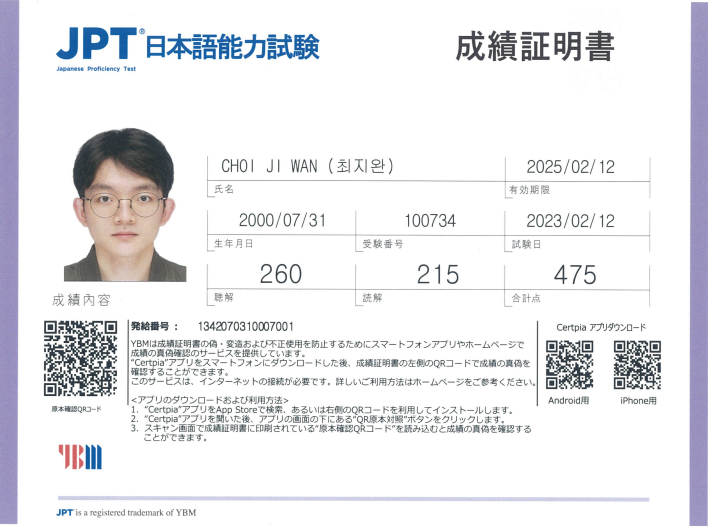 JPT® 日本語能力試験
Japanese Proficiency Test
成績証明書
CHOI JI WAN (최지완)
2025/02/12
氏名
有効期限
2000/07/31
100734
2023/02/12
生年月日
受験番号
試験日
260
215
475
聴解
読解
合計点
成績内容
発給番号 : 1342070310007001
YBMは成績証明書の偽・変造および不正使用を防止するためにスマートフォンアプリやホームページで
成績の真偽確認のサービスを提供しています。
"Certpia"アプリをスマートフォンにダウンロードした後、成績証明書の左側のQRコードで成績の真偽を
確認することができます。
このサービスは、インターネットの接続が必要です。詳しいご利用方法はホームページをご参考ください。
<アプリのダウンロードおよび利用方法>
1. "Certpia"アプリをApp Storeで検索、あるいは右側のQRコードを利用してインストールします。
2. "Certpia"アプリを開いた後、アプリの画面の下にある"QR原本対照"ボタンをクリックします。
3. スキャン画面で成績証明書に印刷されている"原本確認QRコード"を読み込むと成績の真偽を確認する
ことができます。
原本確認QRコード
Certpia アプリダウンロード
Android用
iPhone用
YBM
JPT is a registered trademark of YBM